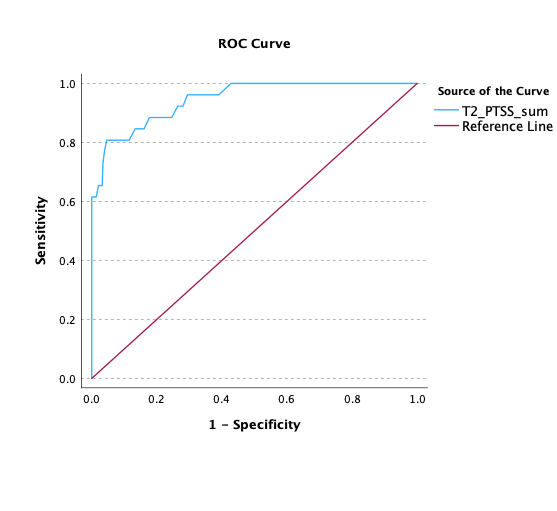 ROC Curve
Source of the Curve
T2_PTSS_sum
Reference Line
Sensitivity
1.0
0.8
0.6
0.4
0.2
0.0
0.0 0.2 0.4 0.6 0.8 1.0
1 - Specificity